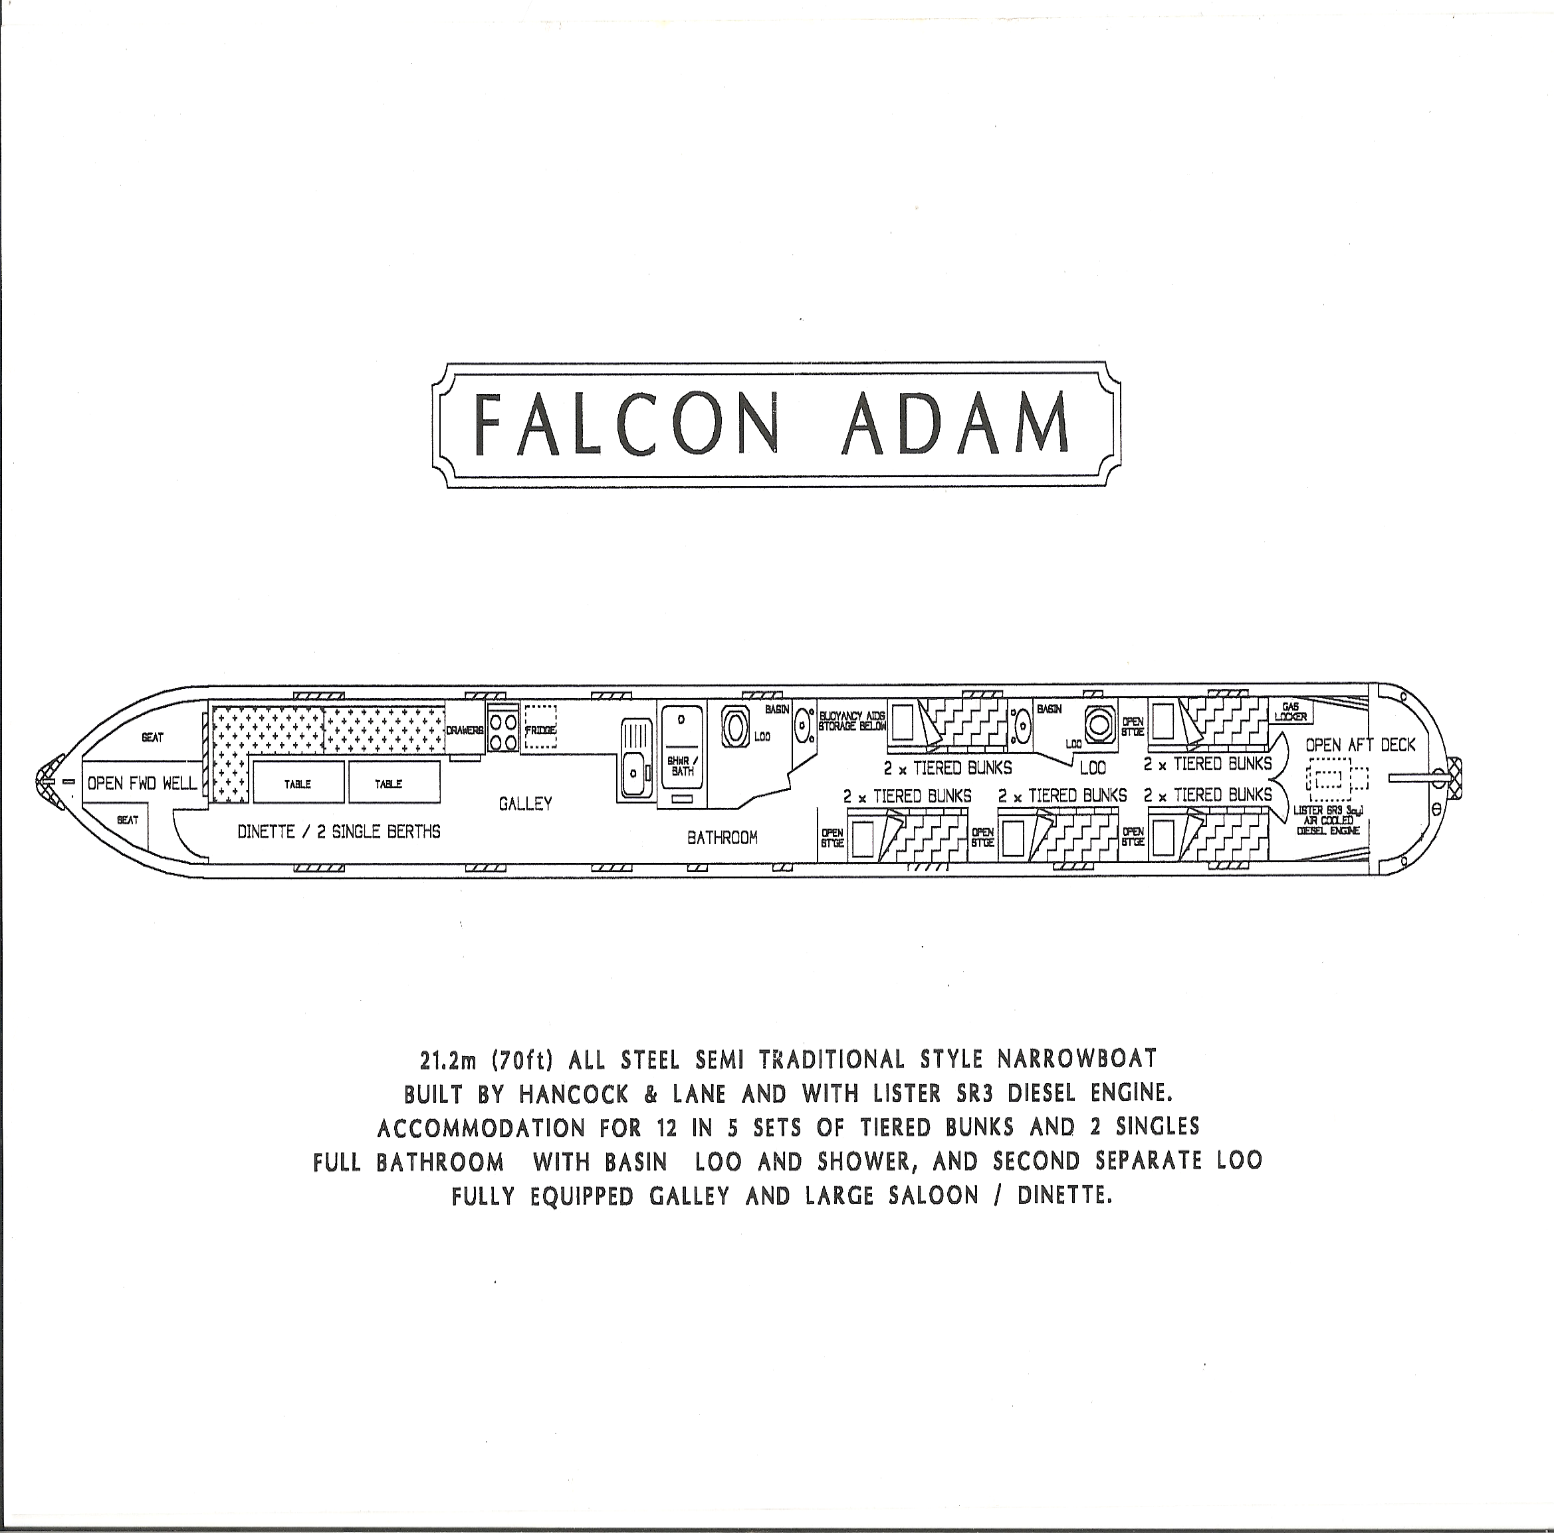 FALCON ADAM
SEAT
OPEN FWD WELL
SEAT
TABLE
TABLE
DINETTE / 2 SINGLE BERTHS
DRAWERS
FRIDGE
GALLEY
SHWR /
BATH
LOO
BASIN
BATHROOM
BUOYANCY AIDS
STORAGE BELOW
2 x TIERED BUNKS
BASIN
LOO
LOO
OPEN
STGE
2 x TIERED BUNKS
GAS
LOCKER
OPEN AFT DECK
2 x TIERED BUNKS
2 x TIERED BUNKS
2 x TIERED BUNKS
OPEN
STGE
OPEN
STGE
OPEN
STGE
LISTER SR3 3cyl
AIR COOLED
DIESEL ENGINE
21.2m (70ft) ALL STEEL SEMI TRADITIONAL STYLE NARROWBOAT
BUILT BY HANCOCK & LANE AND WITH LISTER SR3 DIESEL ENGINE.
ACCOMMODATION FOR 12 IN 5 SETS OF TIERED BUNKS AND 2 SINGLES
FULL BATHROOM WITH BASIN LOO AND SHOWER, AND SECOND SEPARATE LOO
FULLY EQUIPPED GALLEY AND LARGE SALOON / DINETTE.